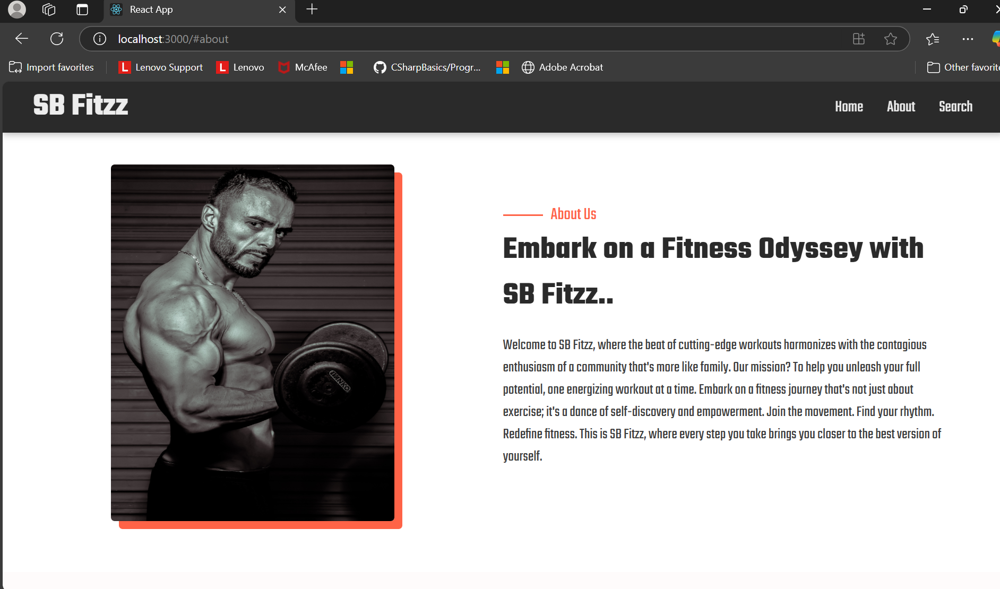 React App
localhost:3000/#about
Import favorites
Lenovo Support
Lenovo
McAfee
CSharpBasics/Progr...
Adobe Acrobat
Other favorite
SB Fitzz
Home
About
Search
About Us
Embark on a Fitness Odyssey with
SB Fitzz..
Welcome to SB Fitzz, where the beat of cutting-edge workouts harmonizes with the contagious
enthusiasm of a community that's more like family. Our mission? To help you unleash your full
potential, one energizing workout at a time. Embark on a fitness journey that's not just about
exercise; it's a dance of self-discovery and empowerment. Join the movement. Find your rhythm.
Redefine fitness. This is SB Fitzz, where every step you take brings you closer to the best version of
yourself.
IVANKO